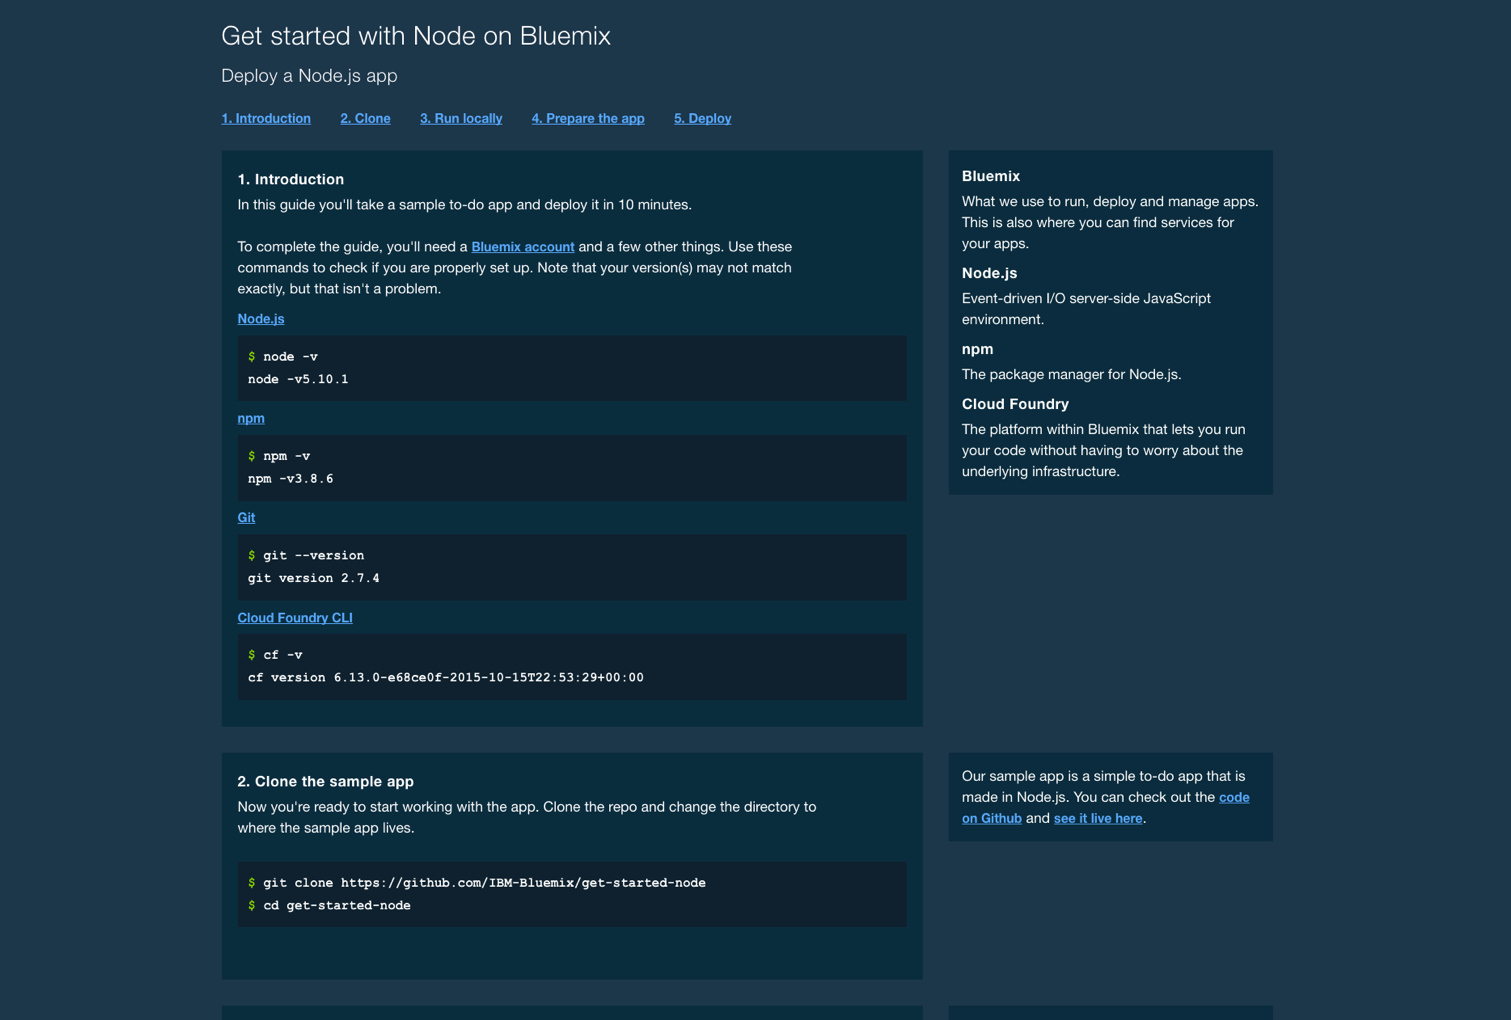 Get started with Node on Bluemix
Deploy a Node.js app
1. Introduction 2. Clone 3. Run locally 4. Prepare the app 5. Deploy
1. Introduction
In this guide you'll take a sample to-do app and deploy it in 10 minutes.
To complete the guide, you'll need a Bluemix account and a few other things. Use these
commands to check if you are properly set up. Note that your version(s) may not match
exactly, but that isn't a problem.
Node.js
$ node -v
node -v5.10.1
npm
$ npm -v
npm -v3.8.6
Git
$ git --version
git version 2.7.4
Cloud Foundry CLI
$ cf -v
cf version 6.13.0-e68ce0f-2015-10-15T22:53:29+00:00
Bluemix
What we use to run, deploy and manage apps.
This is also where you can find services for
your apps.
Node.js
Event-driven I/O server-side JavaScript
environment.
npm
The package manager for Node.js.
Cloud Foundry
The platform within Bluemix that lets you run
your code without having to worry about the
underlying infrastructure.
2. Clone the sample app
Now you're ready to start working with the app. Clone the repo and change the directory to
where the sample app lives.
$ git clone https://github.com/IBM-Bluemix/get-started-node
$ cd get-started-node
Our sample app is a simple to-do app that is
made in Node.js. You can check out the code
on Github and see it live here.